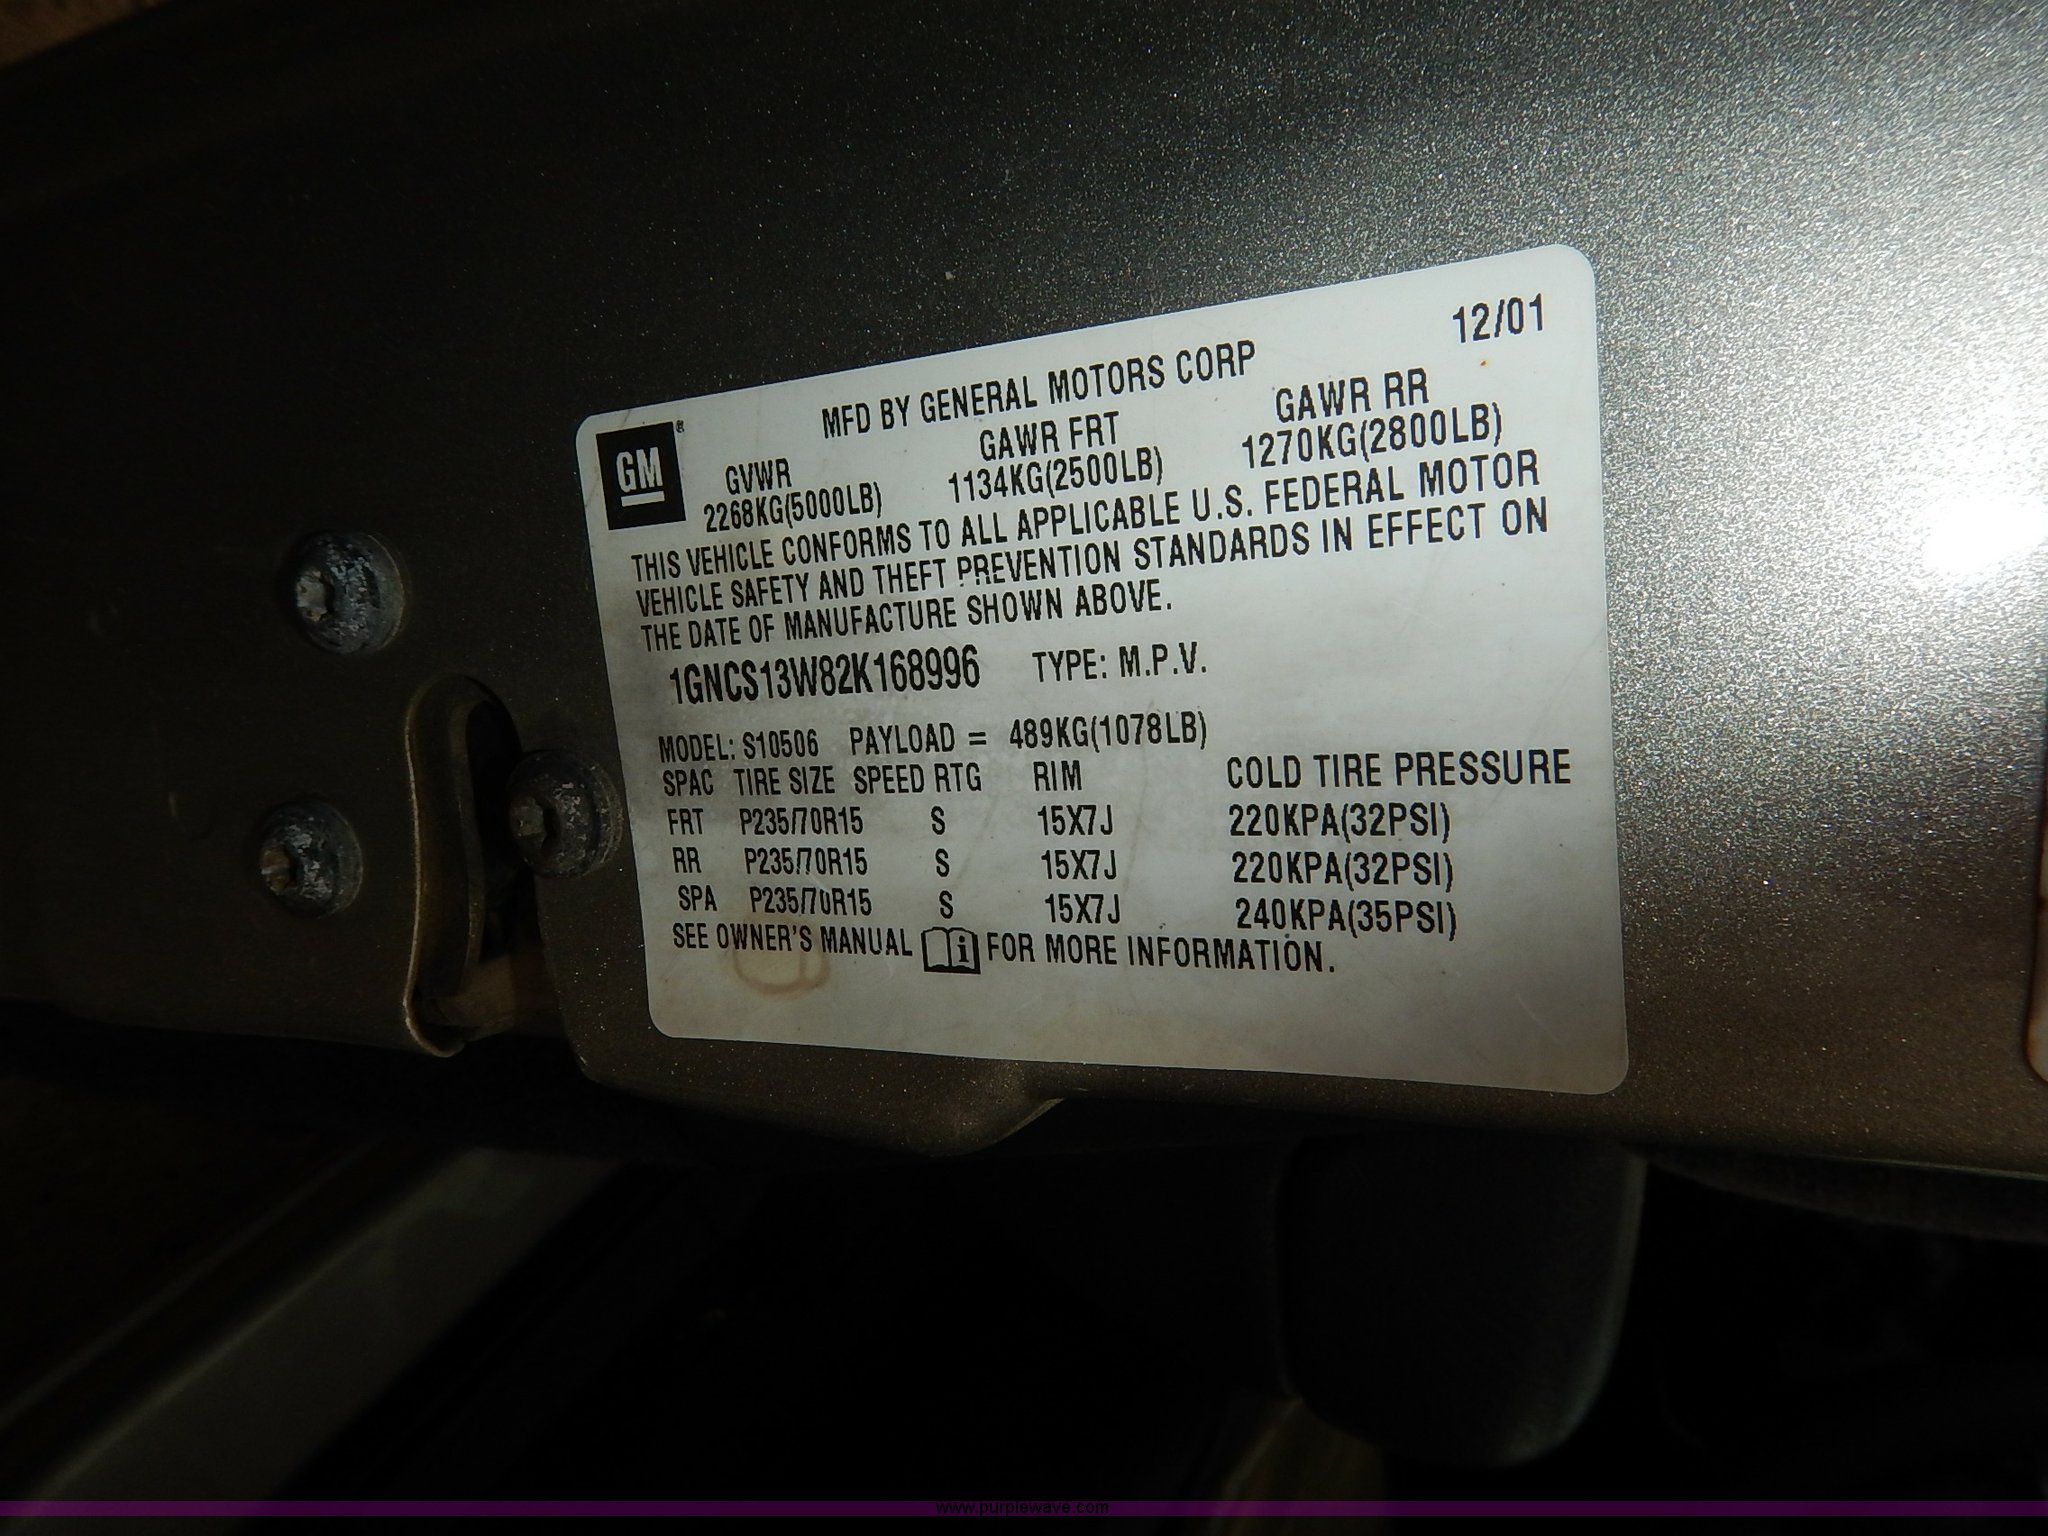 12/01
MFD BY GENERAL MOTORS CORP
GM®
GVWR GAWR FRT GAWR RR
2268KG(5000LB) 1134KG(2500LB) 1270KG(2800LB)
THIS VEHICLE CONFORMS TO ALL APPLICABLE U.S. FEDERAL MOTOR
VEHICLE SAFETY AND THEFT PREVENTION STANDARDS IN EFFECT ON
THE DATE OF MANUFACTURE SHOWN ABOVE.
1GNCS13W82K168996 TYPE: M.P.V.
MODEL: S10506 PAYLOAD = 489KG(1078LB)
SPAC TIRE SIZE SPEED RTG RIM COLD TIRE PRESSURE
FRT P235/70R15 S 15X7J 220KPA(32PSI)
RR P235/70R15 S 15X7J 220KPA(32PSI)
SPA P235/70R15 S 15X7J 240KPA(35PSI)
SEE OWNER'S MANUAL i FOR MORE INFORMATION.
www.purplewave.com